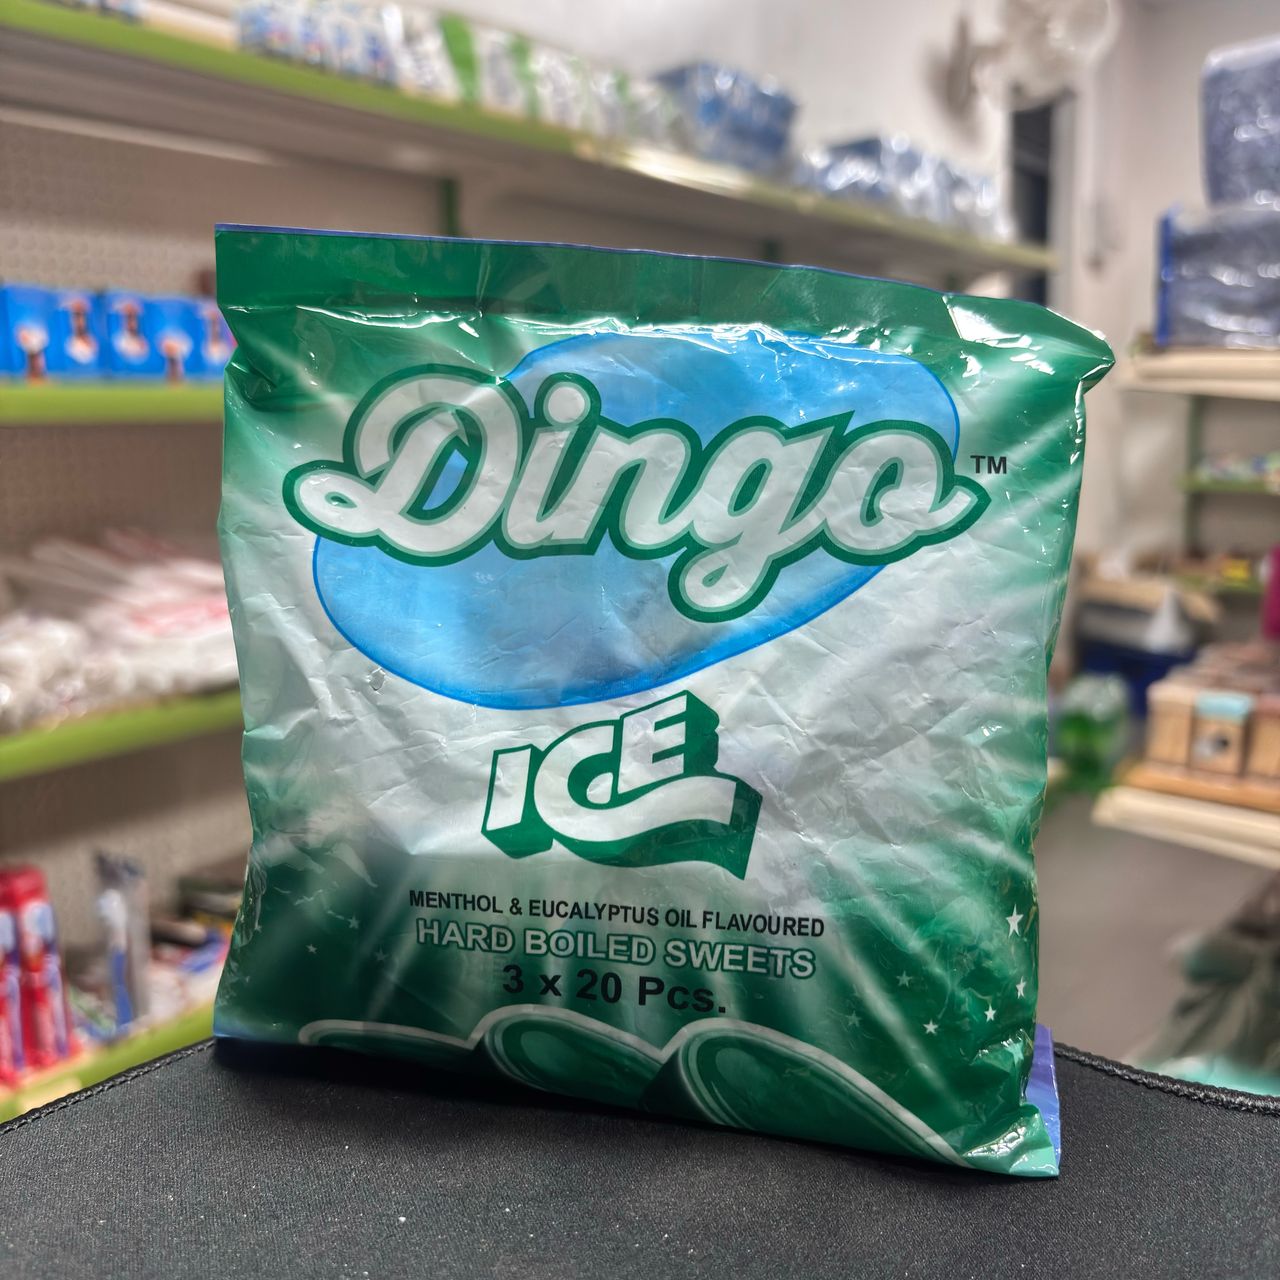 Dingo™
ICE
MENTHOL & EUCALYPTUS OIL FLAVOURED
HARD BOILED SWEETS
3 x 20 Pcs.